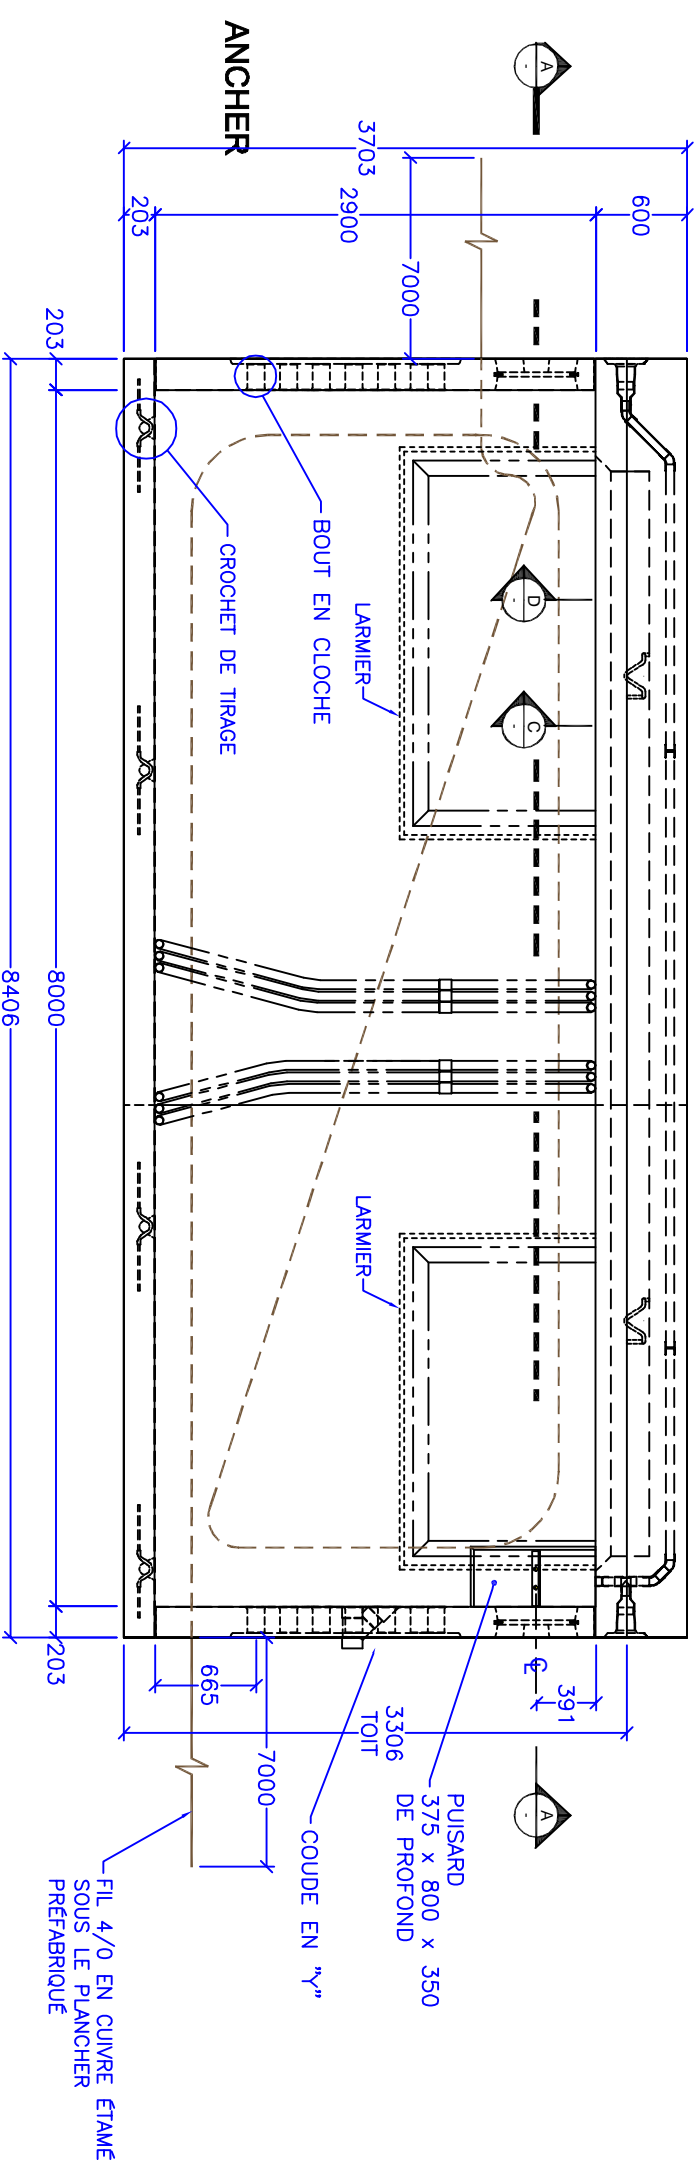 ANCHER
A
3703
2900
600
203
7000
203
8000
8406
203
BOUT EN CLOCHE
CROCHET DE TIRAGE
LARMIER
D
C
LARMIER
665
391
3306
TOIT
7000
A
PUISARD
375 x 800 x 350
DE PROFOND
COUDE EN "Y"
FIL 4/0 EN CUIVRE ÉTAMÉ
SOUS LE PLANCHER
PRÉFABRIQUÉ